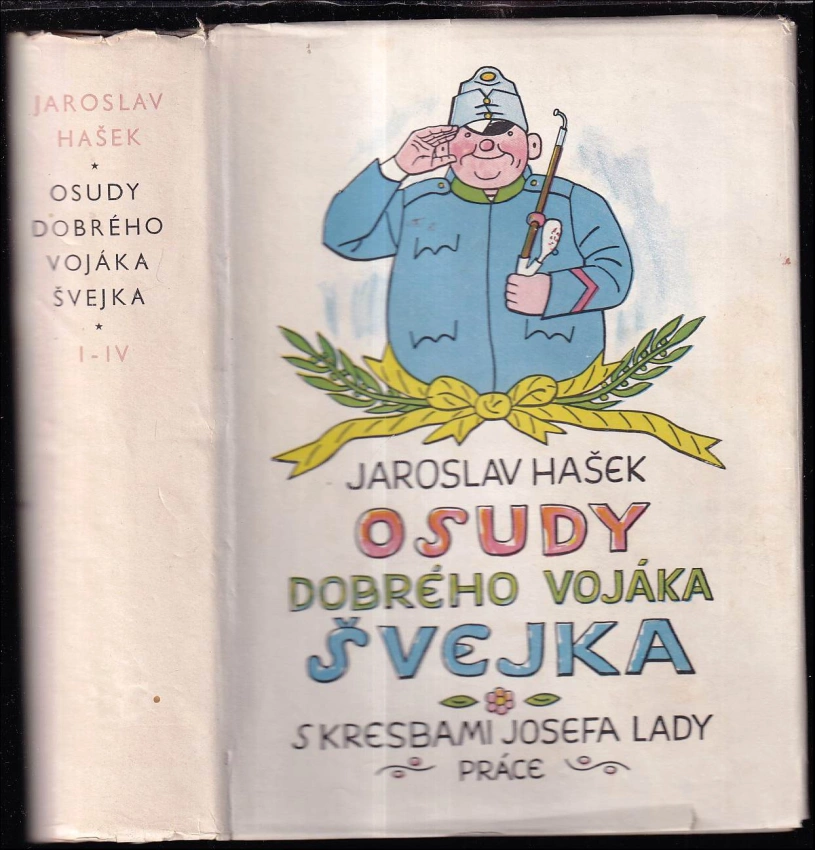 JAROSLAV
HAŠEK
OSUDY
DOBRÉHO
VOJÁKA
ŠVEJKA
I-IV
JAROSLAV HAŠEK
OSUDY
DOBRÉHO VOJÁKA
ŠVEJKA
S KRESBAMI JOSEFA LADY
PRÁCE